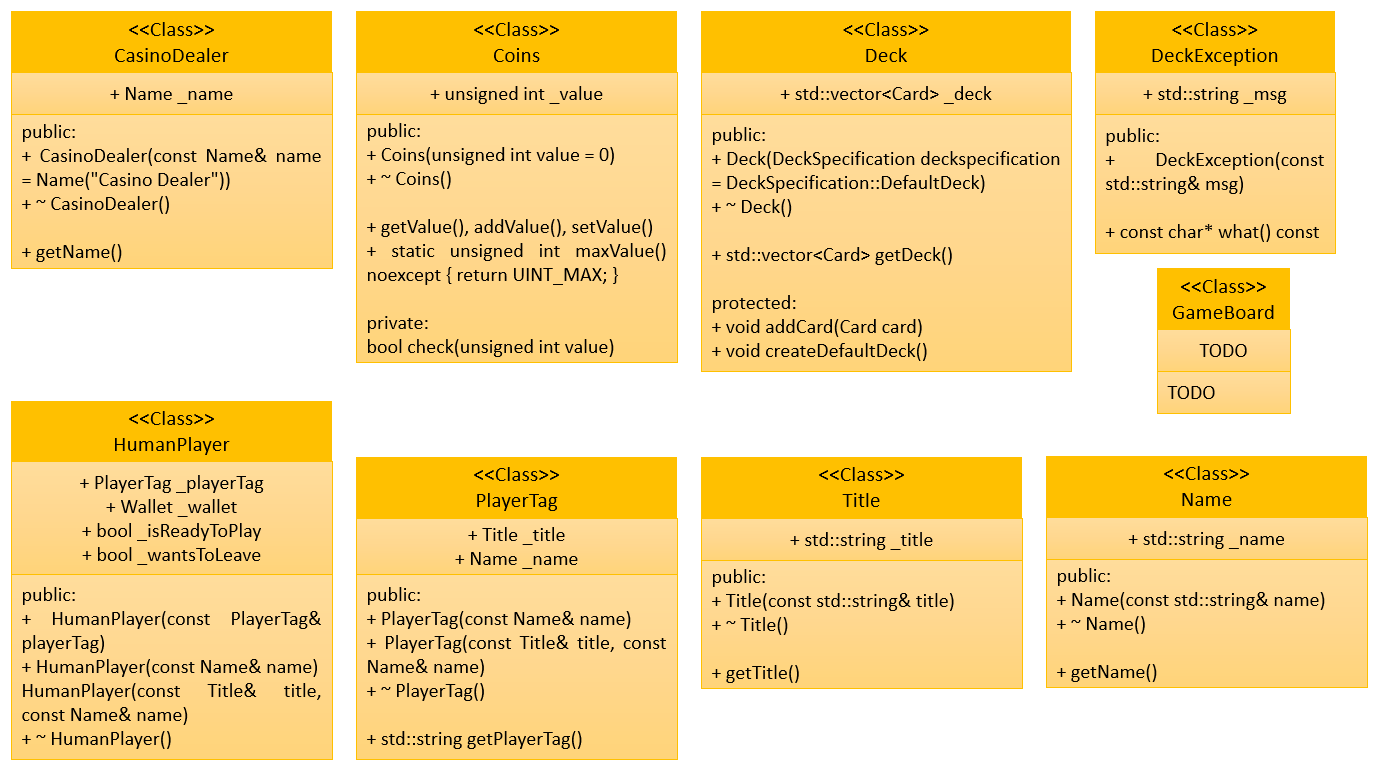 <<Class>>
CasinoDealer
+ Name _name
public:
+ CasinoDealer(const Name& name
= Name("Casino Dealer"))
+ ~ CasinoDealer()
+ getName()
<<Class>>
Coins
+ unsigned int _value
public:
+ Coins(unsigned int value = 0)
+ ~ Coins()
+ getValue(), addValue(), setValue()
+ static unsigned int maxValue()
noexcept { return UINT_MAX; }
private:
bool check(unsigned int value)
<<Class>>
Deck
+ std::vector<Card> _deck
public:
+ Deck(DeckSpecification deckspecification
= DeckSpecification::DefaultDeck)
+ ~ Deck()
+ std::vector<Card> getDeck()
protected:
+ void addCard(Card card)
+ void createDefaultDeck()
<<Class>>
DeckException
+ std::string _msg
public:
+ DeckException(const
std::string& msg)
+ const char* what() const
<<Class>>
GameBoard
TODO
TODO
<<Class>>
HumanPlayer
+ PlayerTag _playerTag
+ Wallet _wallet
+ bool _isReadyToPlay
+ bool _wantsToLeave
public:
+ HumanPlayer(const PlayerTag&
playerTag)
+ HumanPlayer(const Name& name)
HumanPlayer(const Title& title,
const Name& name)
+ ~ HumanPlayer()
<<Class>>
PlayerTag
+ Title _title
+ Name _name
public:
+ PlayerTag(const Name& name)
+ PlayerTag(const Title& title, const
Name& name)
+ ~ PlayerTag()
+ std::string getPlayerTag()
<<Class>>
Title
+ std::string _title
public:
+ Title(const std::string& title)
+ ~ Title()
+ getTitle()
<<Class>>
Name
+ std::string _name
public:
+ Name(const std::string& name)
+ ~ Name()
+ getName()